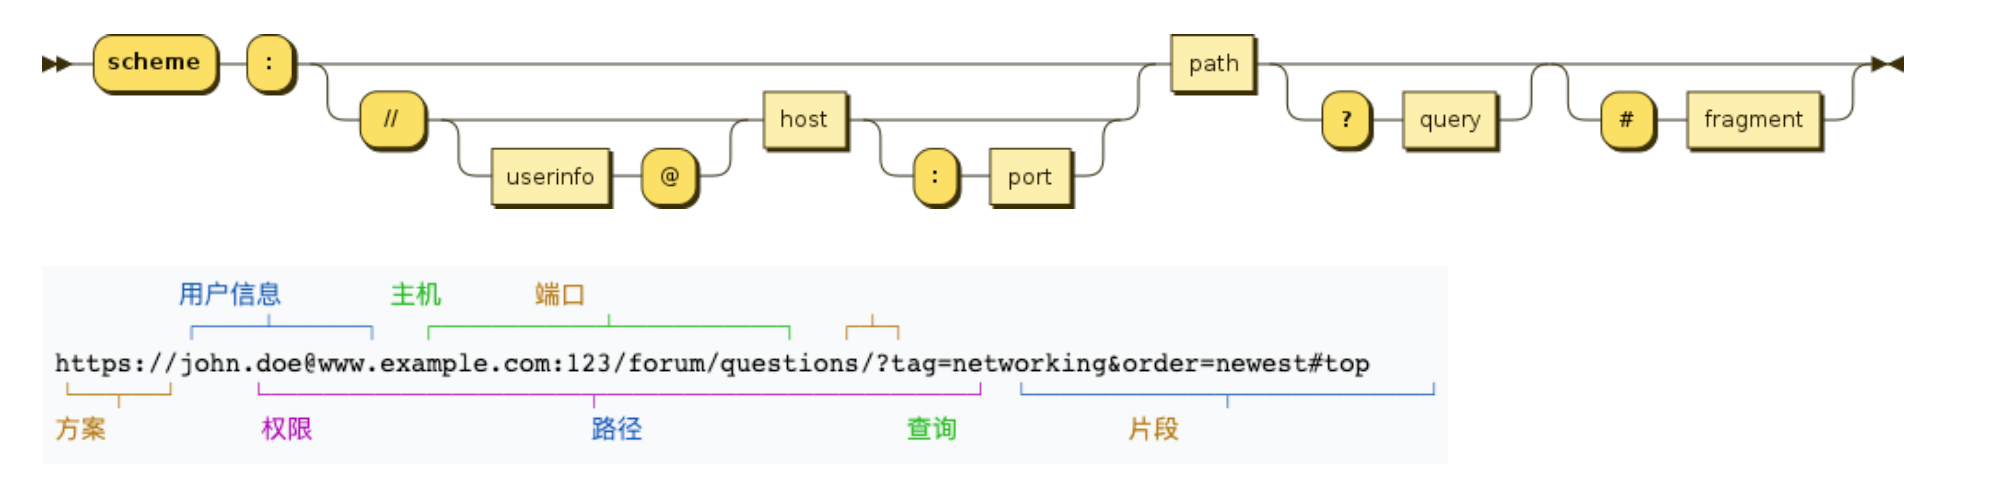 scheme : path
// host ? query # fragment
userinfo @ : port
用户信息 主机 端口
https://john.doe@www.example.com:123/forum/questions/?tag=networking&order=newest#top
方案 权限 路径 查询 片段